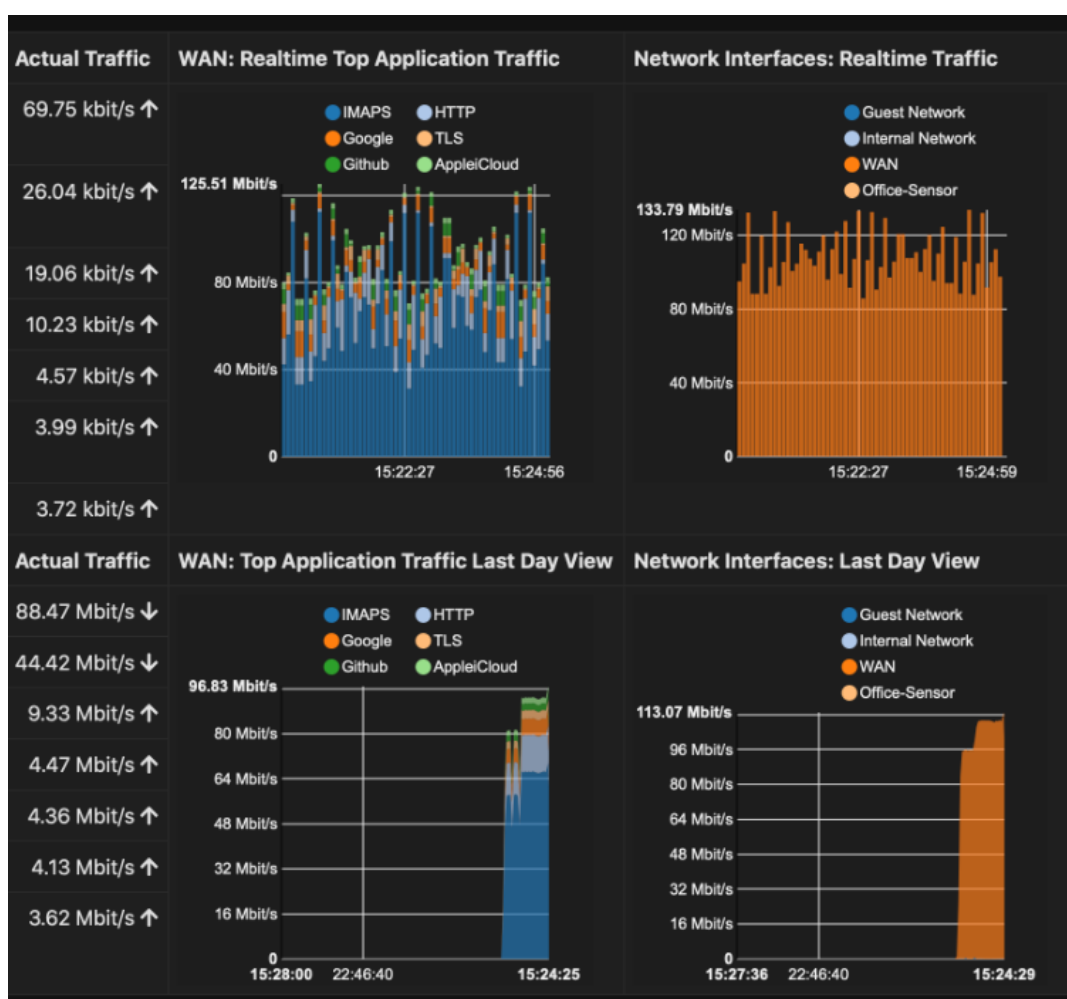 Actual Traffic
69.75 kbit/s ↑
26.04 kbit/s ↑
19.06 kbit/s ↑
10.23 kbit/s ↑
4.57 kbit/s ↑
3.99 kbit/s ↑
3.72 kbit/s ↑
WAN: Realtime Top Application Traffic
IMAPS HTTP
Google TLS
Github AppleiCloud
125.51 Mbit/s
80 Mbit/s
40 Mbit/s
0
15:22:27 15:24:56
Network Interfaces: Realtime Traffic
Guest Network
Internal Network
WAN
Office-Sensor
133.79 Mbit/s
120 Mbit/s
80 Mbit/s
40 Mbit/s
0
15:22:27 15:24:59
Actual Traffic
88.47 Mbit/s ↓
44.42 Mbit/s ↓
9.33 Mbit/s ↑
4.47 Mbit/s ↑
4.36 Mbit/s ↑
4.13 Mbit/s ↑
3.62 Mbit/s ↑
WAN: Top Application Traffic Last Day View
IMAPS HTTP
Google TLS
Github AppleiCloud
96.83 Mbit/s
80 Mbit/s
64 Mbit/s
48 Mbit/s
32 Mbit/s
16 Mbit/s
0
15:28:00 22:46:40 15:24:25
Network Interfaces: Last Day View
Guest Network
Internal Network
WAN
Office-Sensor
113.07 Mbit/s
96 Mbit/s
80 Mbit/s
64 Mbit/s
48 Mbit/s
32 Mbit/s
16 Mbit/s
0
15:27:36 22:46:40 15:24:29